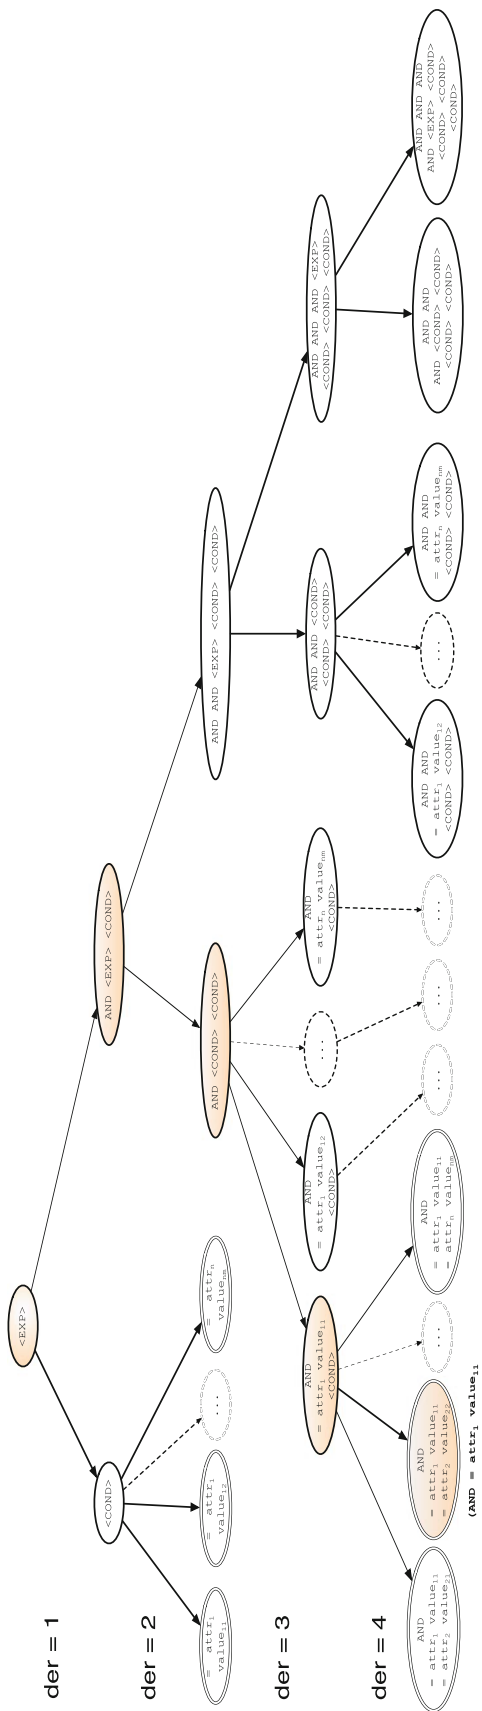 <EXP>
der = 1
<COND>
AND <EXP> <COND>
der = 2
= attr₁
value₁₁
= attr₁
value₁₂
...
= attrₙ
valueₙₘ
AND <COND> <COND>
AND AND <EXP> <COND> <COND>
der = 3
AND
= attr₁ value₁₁
<COND>
AND
= attr₁ value₁₂
<COND>
...
AND
= attrₙ valueₙₘ
<COND>
AND AND <COND>
<COND> <COND>
AND AND AND <EXP>
<COND> <COND> <COND>
der = 4
AND
= attr₁ value₁₁
= attr₂ value₂₁
AND
= attr₁ value₁₁
= attr₂ value₂₂
...
AND
= attr₁ value₁₁
= attrₙ valueₙₘ
...
...
...
AND AND
= attr₁ value₁₂
<COND> <COND>
...
AND AND
= attrₙ valueₙₘ
<COND> <COND>
AND AND
AND <COND> <COND>
<COND> <COND>
AND AND AND
AND <EXP> <COND>
<COND> <COND>
<COND>
(AND = attr₁ value₁₁